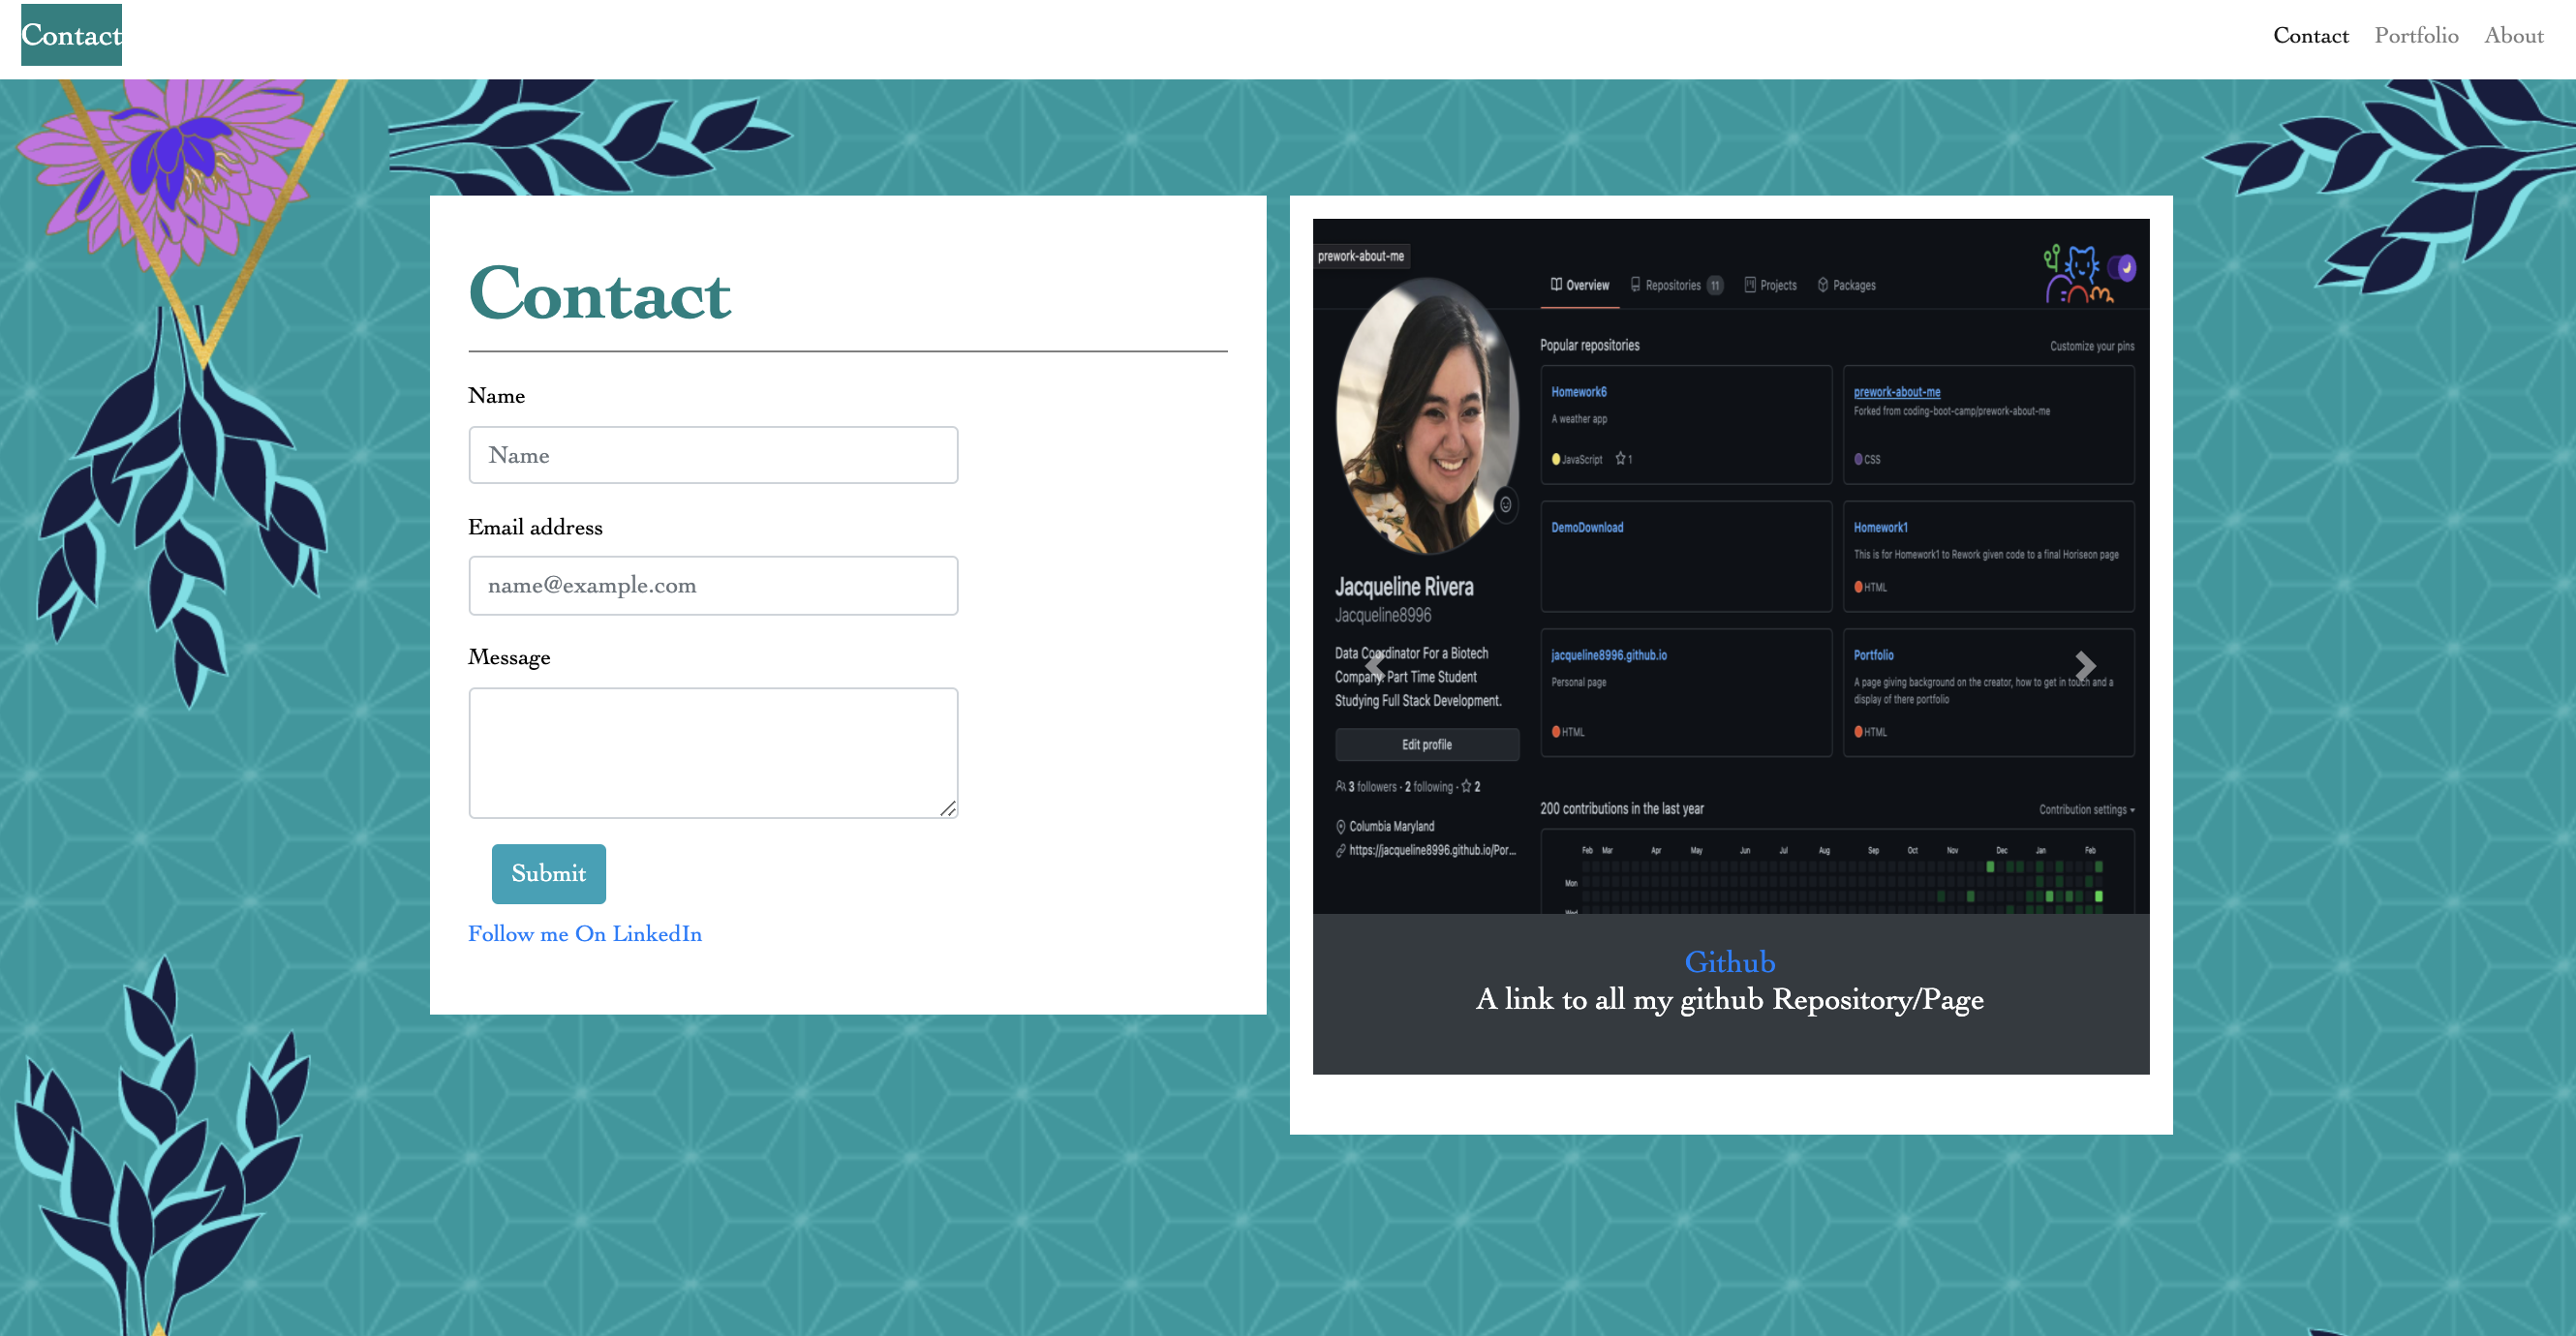 Contact
Contact Portfolio About
Contact
Name
Name
Email address
name@example.com
Message
Submit
Follow me On LinkedIn
prework-about-me
Overview Repositories 11 Projects Packages
Popular repositories Customize your pins
Homework6
A weather app
JavaScript 1
prework-about-me
Forked from coding-boot-camp/prework-about-me
CSS
DemoDownload
Homework1
This is for Homework1 to Rework given code to a final Horiseon page
HTML
jacqueline8996.github.io
Personal page
HTML
Portfolio
A page giving background on the creator, how to get in touch and a
display of there portfolio
HTML
Jacqueline Rivera
Jacqueline8996
Data Coordinator For a Biotech
Company. Part Time Student
Studying Full Stack Development.
Edit profile
3 followers · 2 following · 2
Columbia Maryland
https://jacqueline8996.github.io/Por...
200 contributions in the last year Contribution settings
Feb Mar Apr May Jun Jul Aug Sep Oct Nov Dec Jan Feb
Mon
Wed
Github
A link to all my github Repository/Page